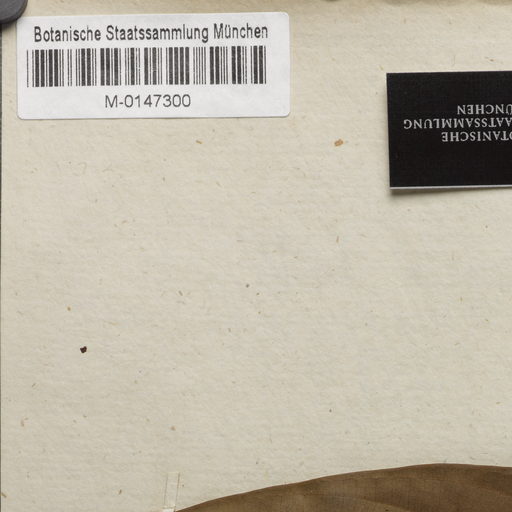 Botanische Staatssammlung München
M-0147300
BOTANISCHE
STAATSSAMMLUNG
MÜNCHEN